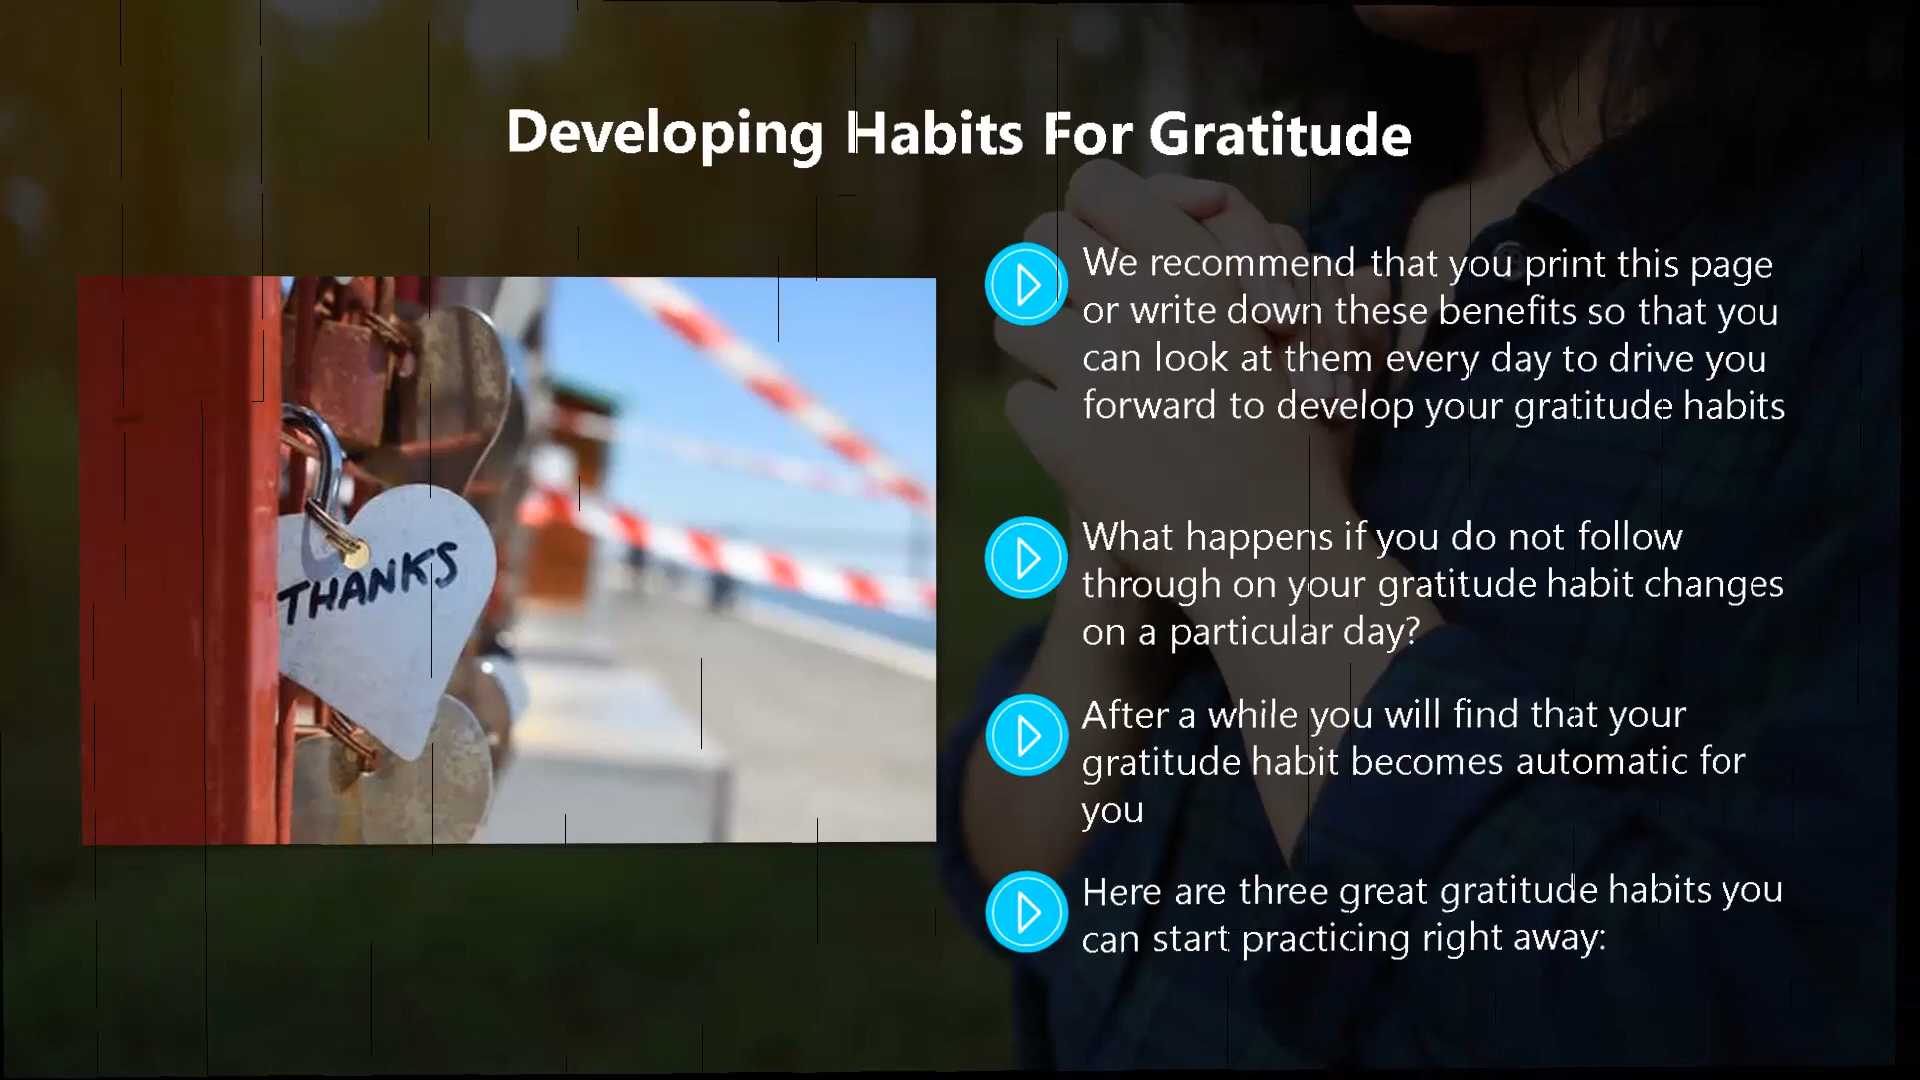 Developing Habits For Gratitude
We recommend that you print this page
or write down these benefits so that you
can look at them every day to drive you
forward to develop your gratitude habits
THANKS
What happens if you do not follow
through on your gratitude habit changes
on a particular day?
After a while you will find that your
gratitude habit becomes automatic for
you
Here are three great gratitude habits you
can start practicing right away: